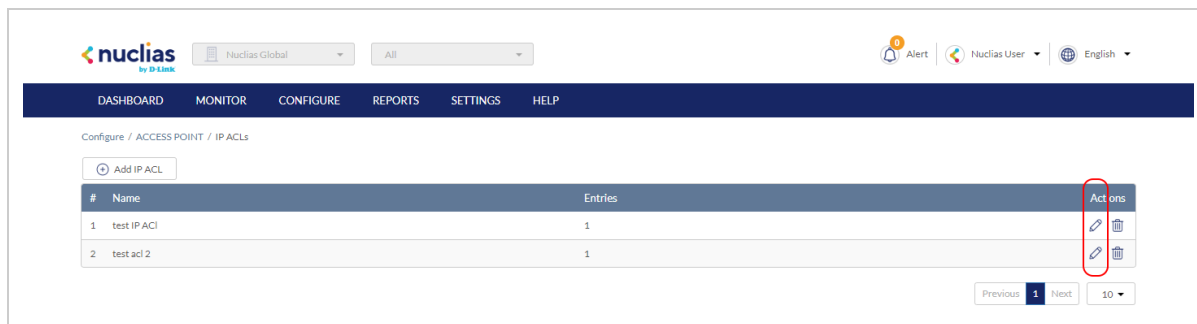 nuclias
by D-Link
Nuclias Global
All
0
Alert
Nuclias User
English
DASHBOARD MONITOR CONFIGURE REPORTS SETTINGS HELP
Configure / ACCESS POINT / IP ACLs
Add IP ACL
# Name Entries Actions
1 test IP ACl 1
2 test acl 2 1
Previous 1 Next 10